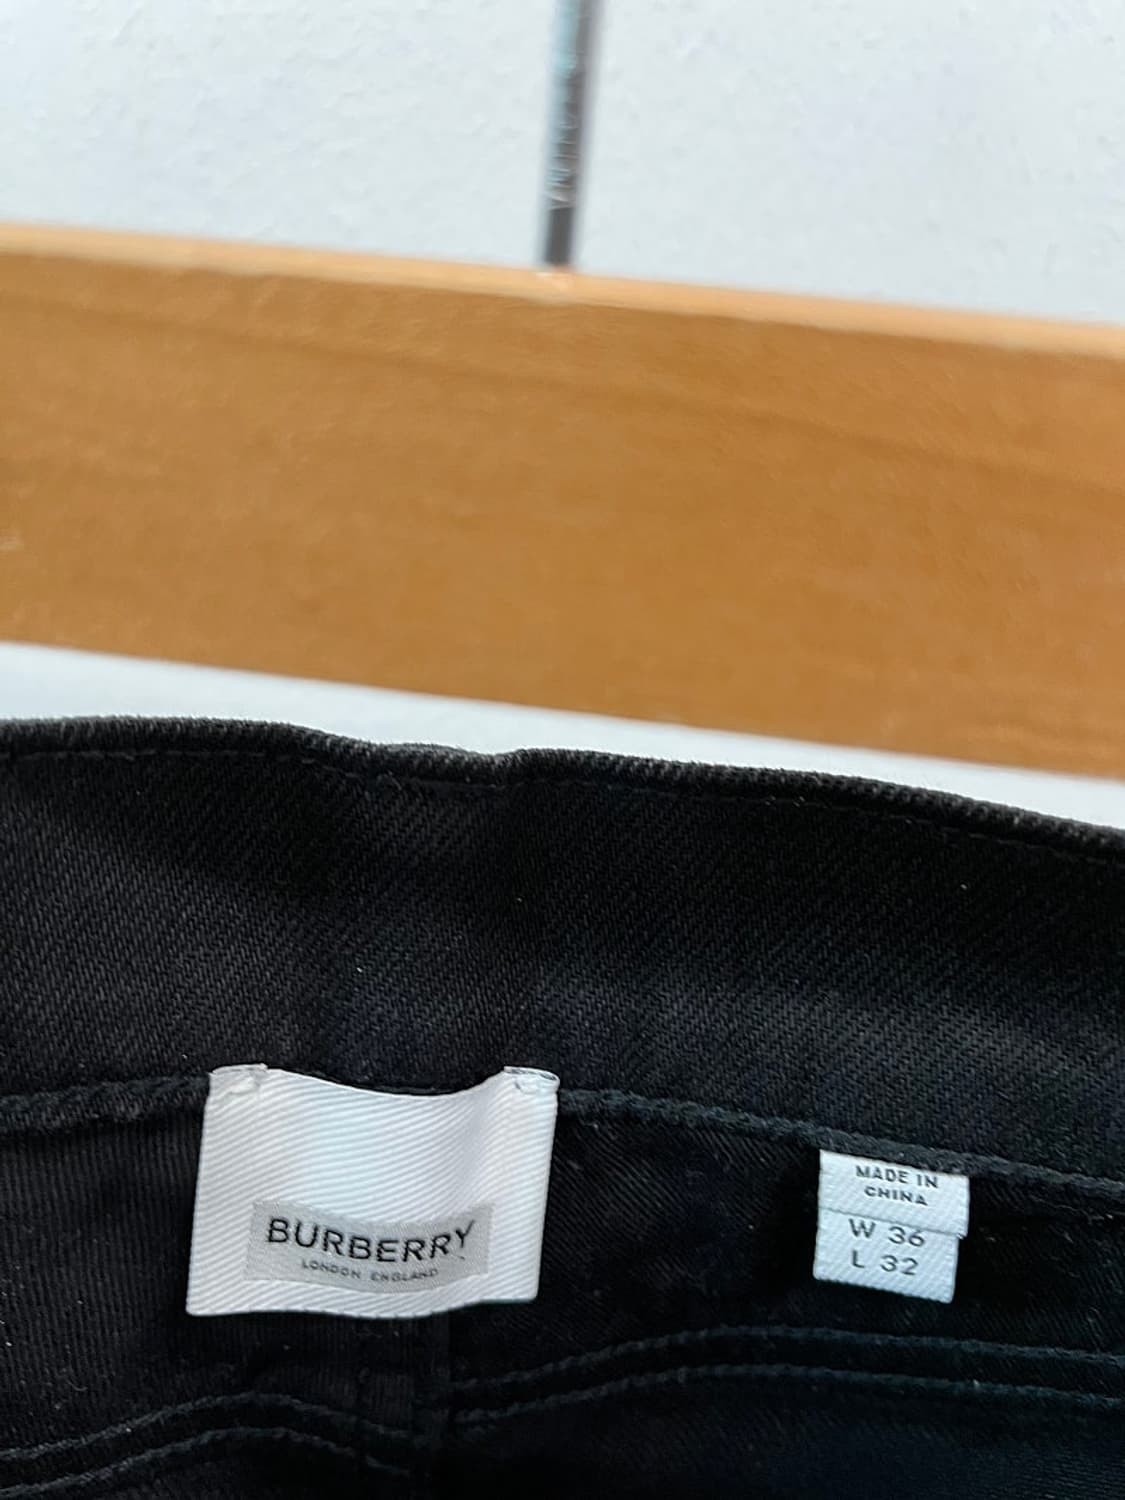 BURBERRY
LONDON ENGLAND
MADE IN
CHINA
W 36
L 32